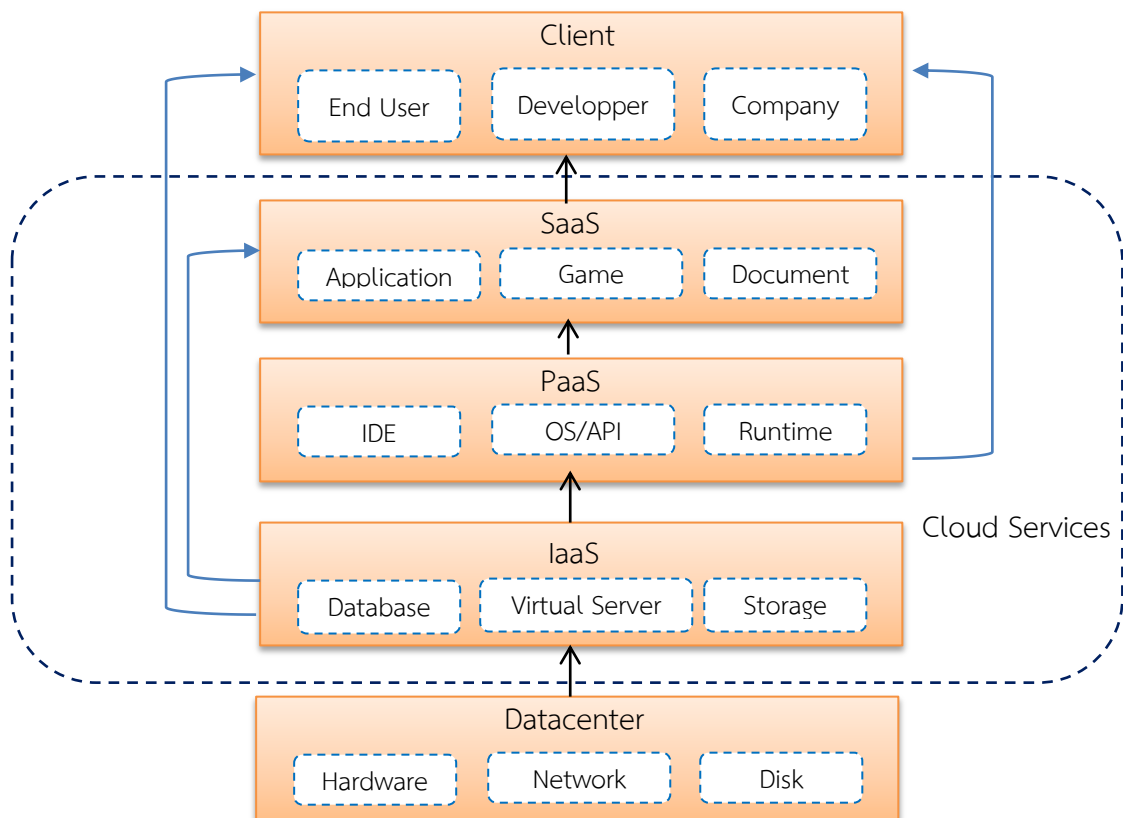 Client
End User
Developper
Company
SaaS
Application
Game
Document
PaaS
IDE
OS/API
Runtime
Cloud Services
IaaS
Database
Virtual Server
Storage
Datacenter
Hardware
Network
Disk